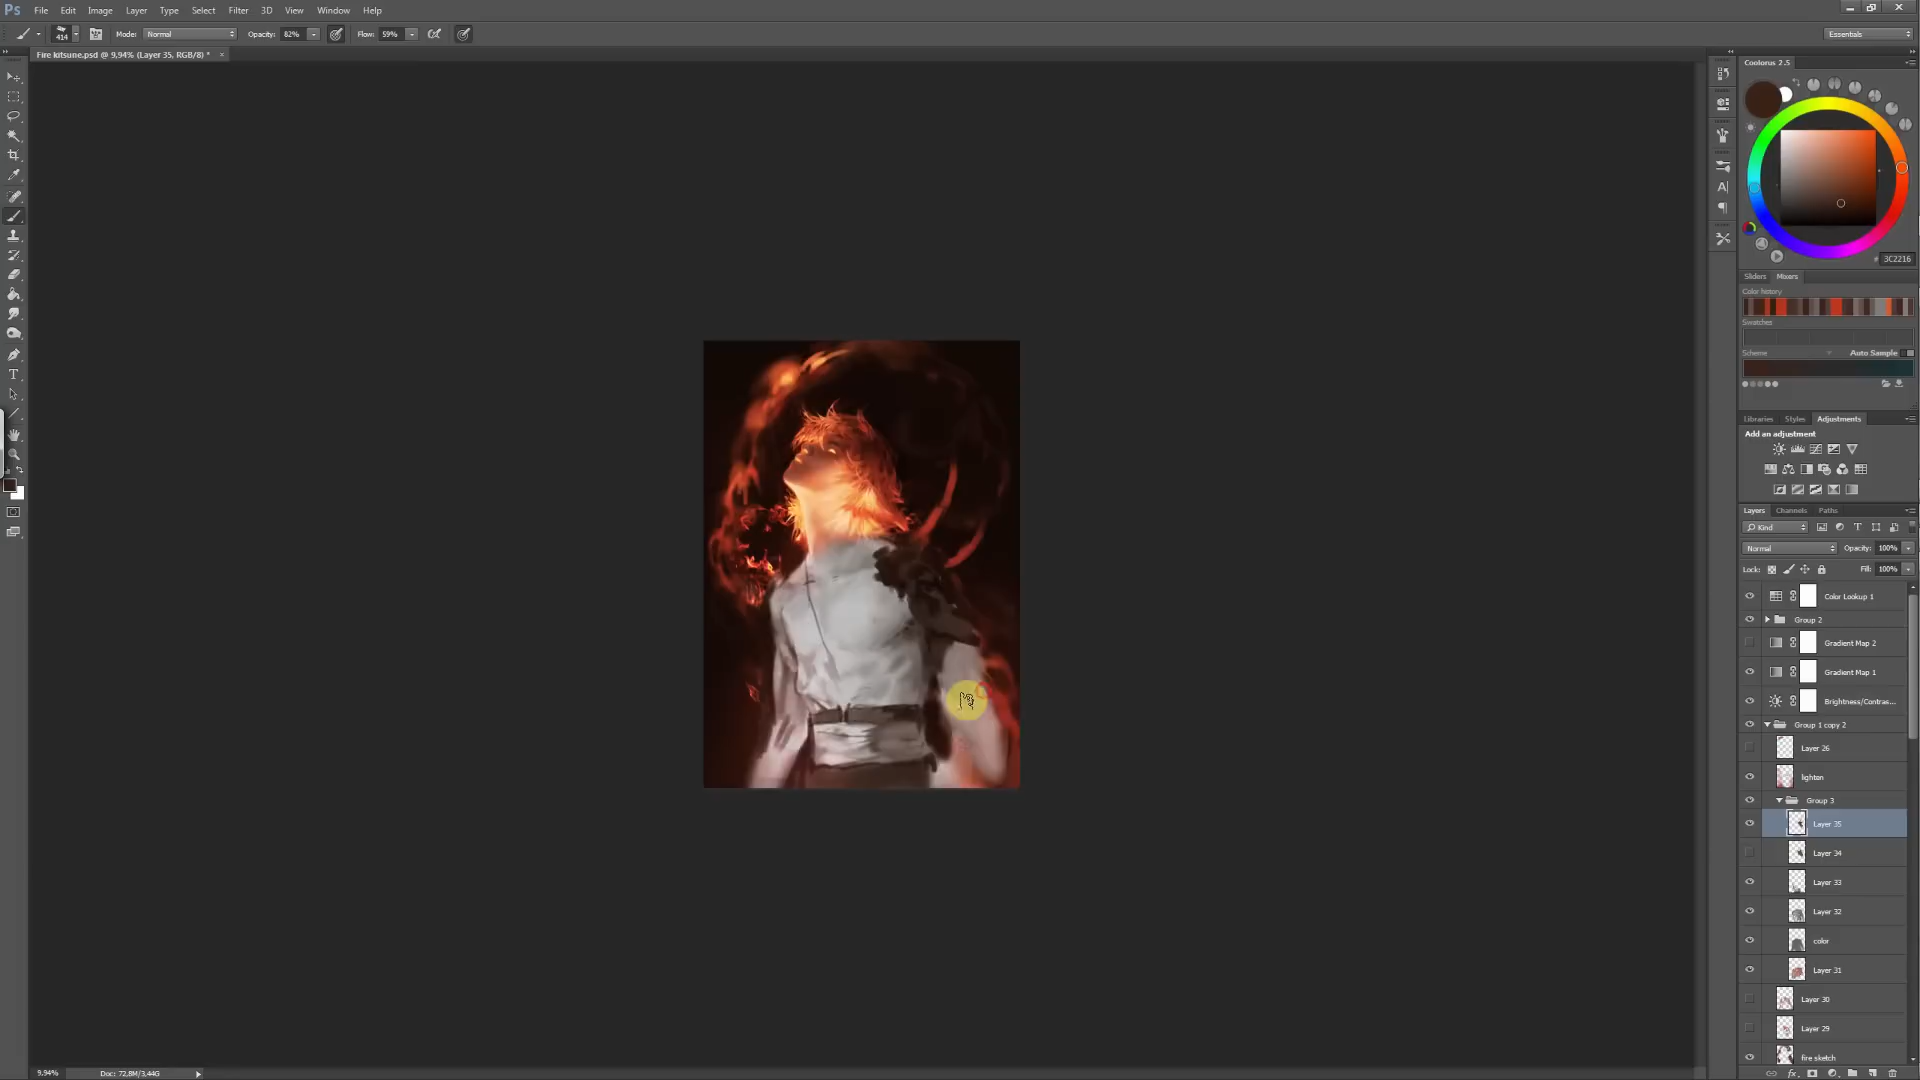 Ps File Edit Image Layer Type Select Filter 3D View Window Help
414 Mode: Normal Opacity: 82% Flow: 59% Essentials
Fire kitsune.psd @ 9,94% (Layer 35, RGB/8) * ×
Coolorus 2.5
# 3C2216
Sliders Mixers
Color history
Swatches
Scheme Auto Sample
Libraries Styles Adjustments
Add an adjustment
Layers Channels Paths
Kind
Normal Opacity: 100%
Lock: Fill: 100%
Color Lookup 1
Group 2
Gradient Map 2
Gradient Map 1
Brightness/Contras...
Group 1 copy 2
Layer 26
lighten
Group 3
Layer 35
Layer 34
Layer 33
Layer 32
color
Layer 31
Layer 30
Layer 29
fire sketch
9,94% Doc: 72,8M/3,44G